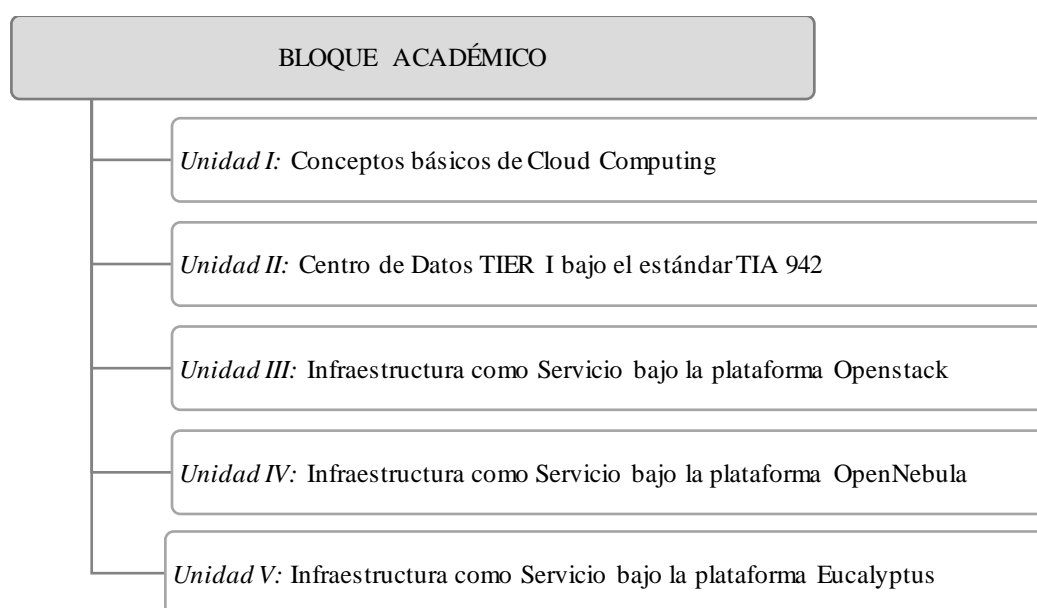 BLOQUE ACADÉMICO
Unidad I: Conceptos básicos de Cloud Computing
Unidad II: Centro de Datos TIER I bajo el estándar TIA 942
Unidad III: Infraestructura como Servicio bajo la plataforma Openstack
Unidad IV: Infraestructura como Servicio bajo la plataforma OpenNebula
Unidad V: Infraestructura como Servicio bajo la plataforma Eucalyptus